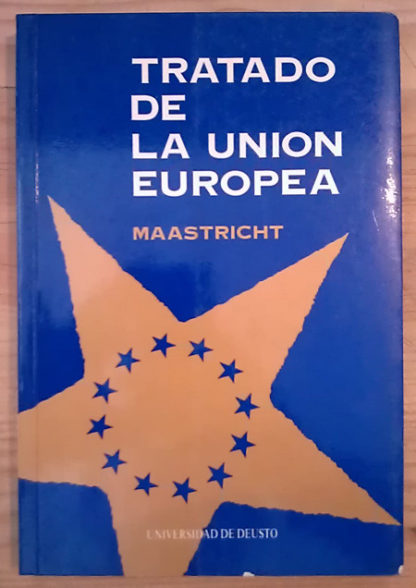 TRATADO
DE
LA UNION
EUROPEA
MAASTRICHT
UNIVERSIDAD DE DEUSTO